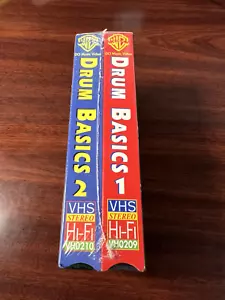 DCI Music Video
DRUM BASICS 2
VHS
STEREO
Hi-Fi
VH0210
DCI Music Video
DRUM BASICS 1
VHS
STEREO
Hi-Fi
VH0209